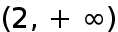 (2, + ∞)